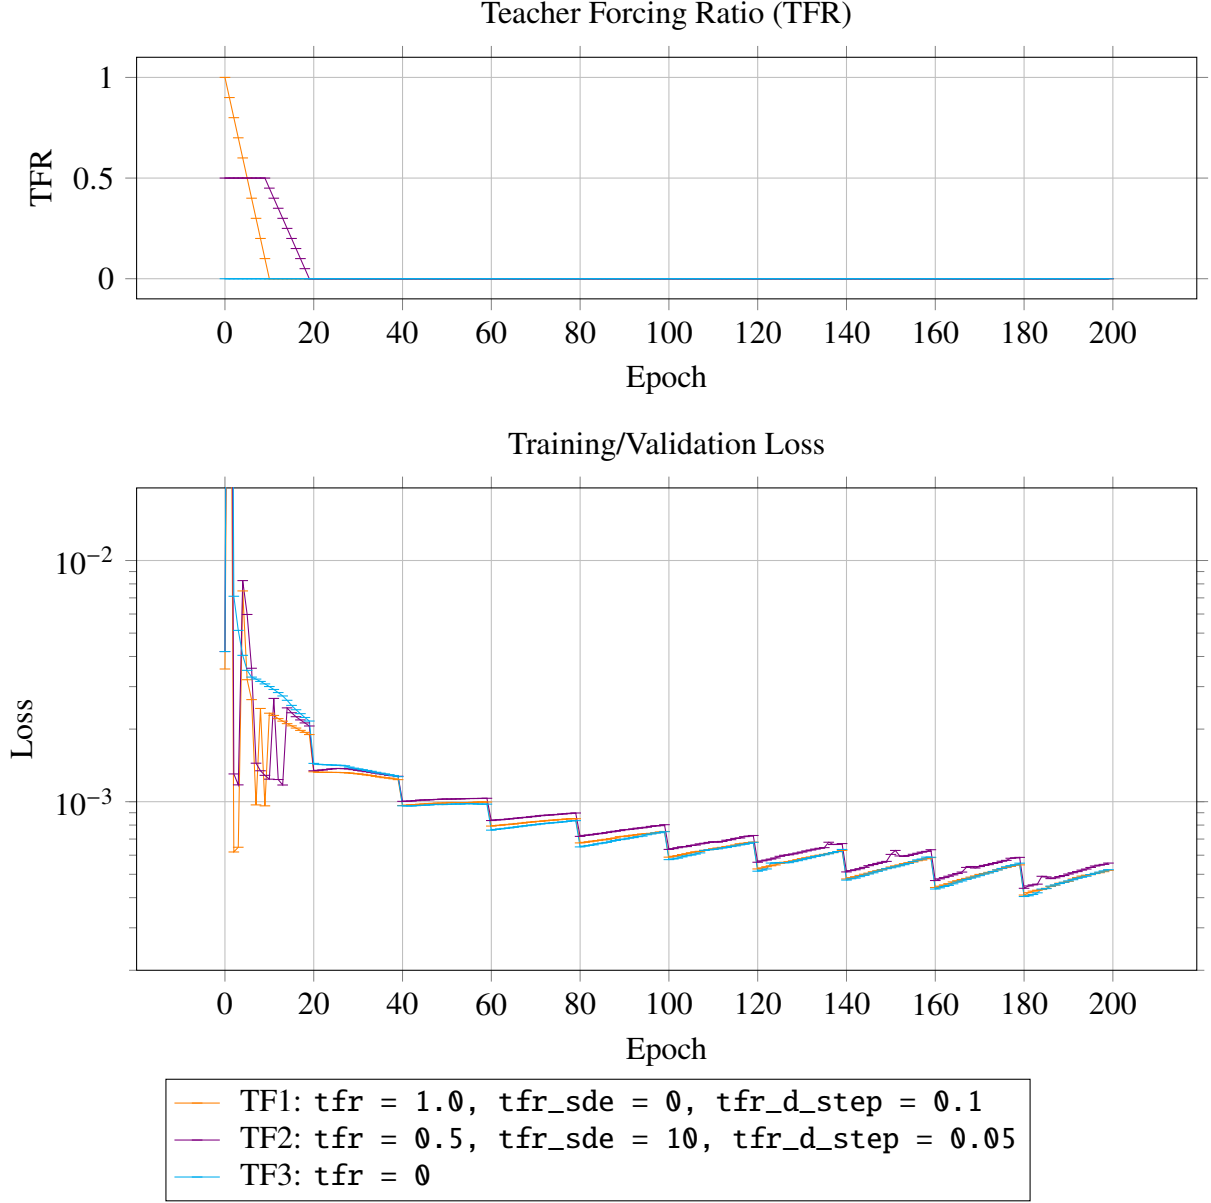 Teacher Forcing Ratio (TFR)
1
0.5
0
TFR
0 20 40 60 80 100 120 140 160 180 200
Epoch
Training/Validation Loss
10⁻²
10⁻³
Loss
0 20 40 60 80 100 120 140 160 180 200
Epoch
TF1: tfr = 1.0, tfr_sde = 0, tfr_d_step = 0.1
TF2: tfr = 0.5, tfr_sde = 10, tfr_d_step = 0.05
TF3: tfr = 0